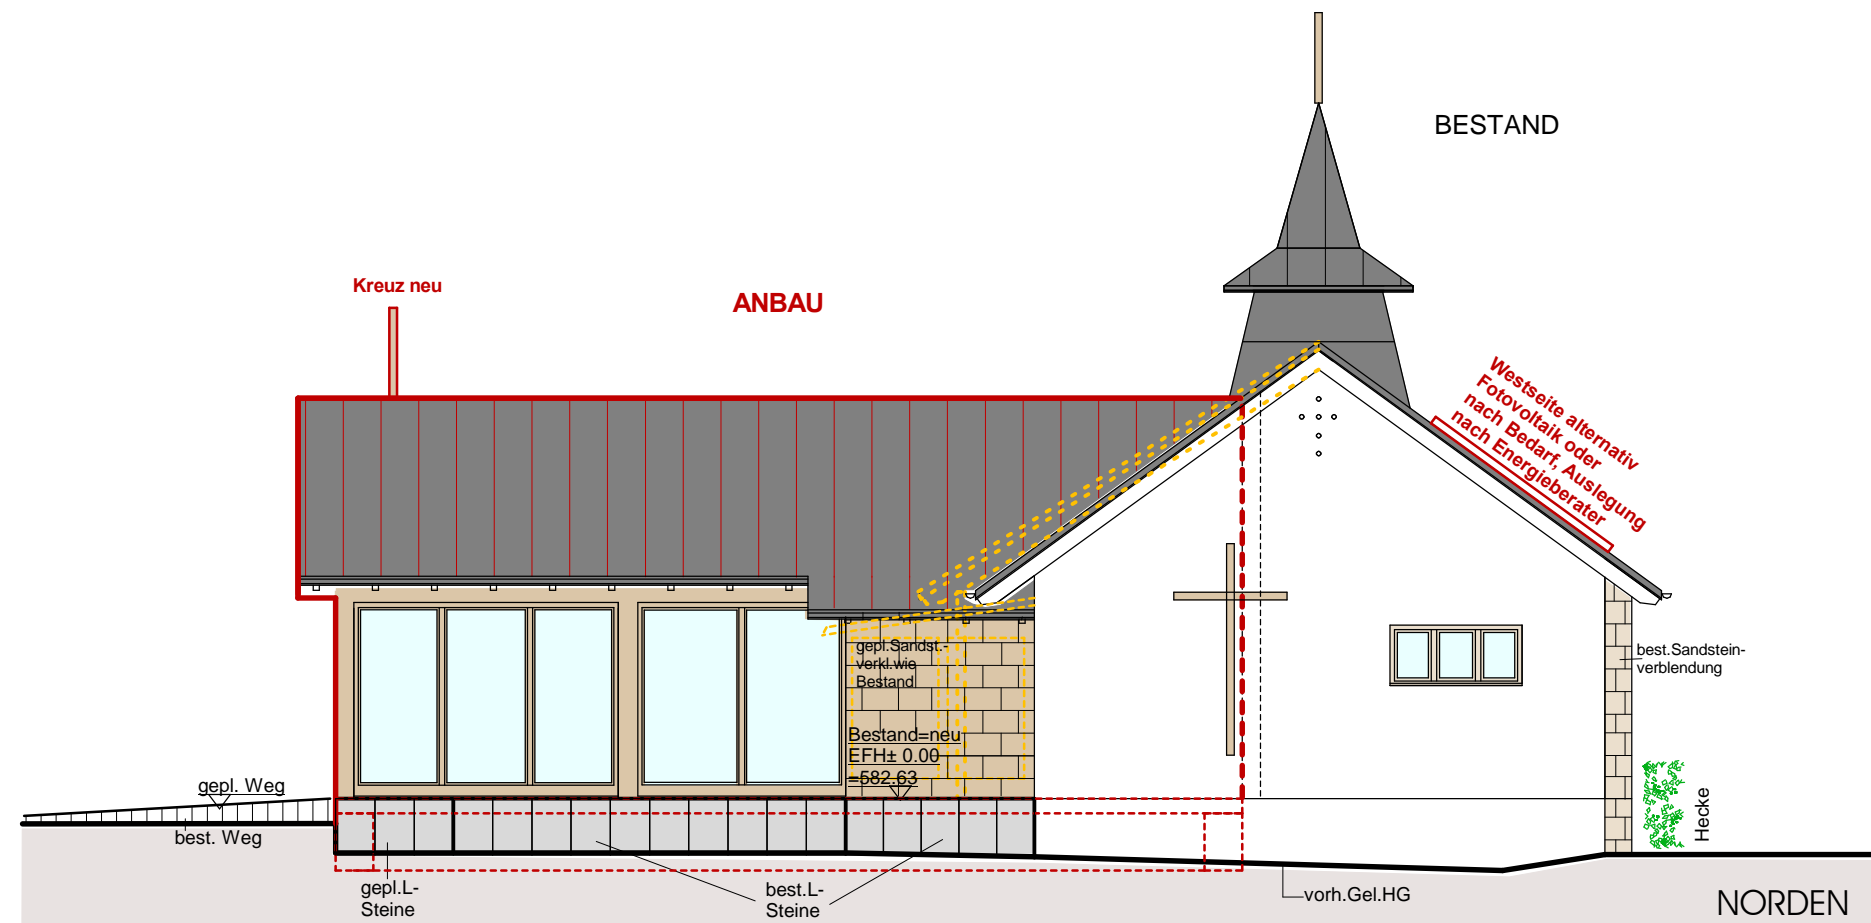 BESTAND
Kreuz neu
ANBAU
Westseite alternativ
Fotovoltaik oder
nach Bedarf, Auslegung
nach Energieberater
gepl.Sandst.-
verkl.wie
Bestand
best.Sandstein-
verblendung
Bestand=neu
EFH± 0.00
=582.63
gepl. Weg
best. Weg
Hecke
gepl.L-
Steine
best.L-
Steine
vorh.Gel.HG
NORDEN